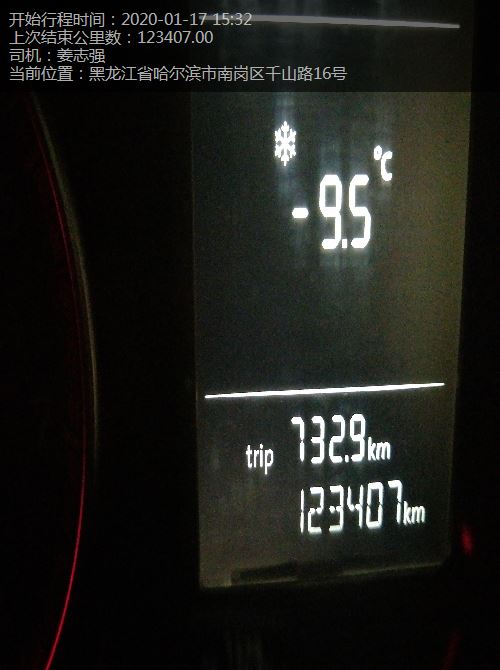 开始行程时间：2020-01-17 15:32
上次结束公里数：123407.00
司机：姜志强
当前位置：黑龙江省哈尔滨市南岗区千山路16号
°C
-9.5
trip 732.9km
123407km